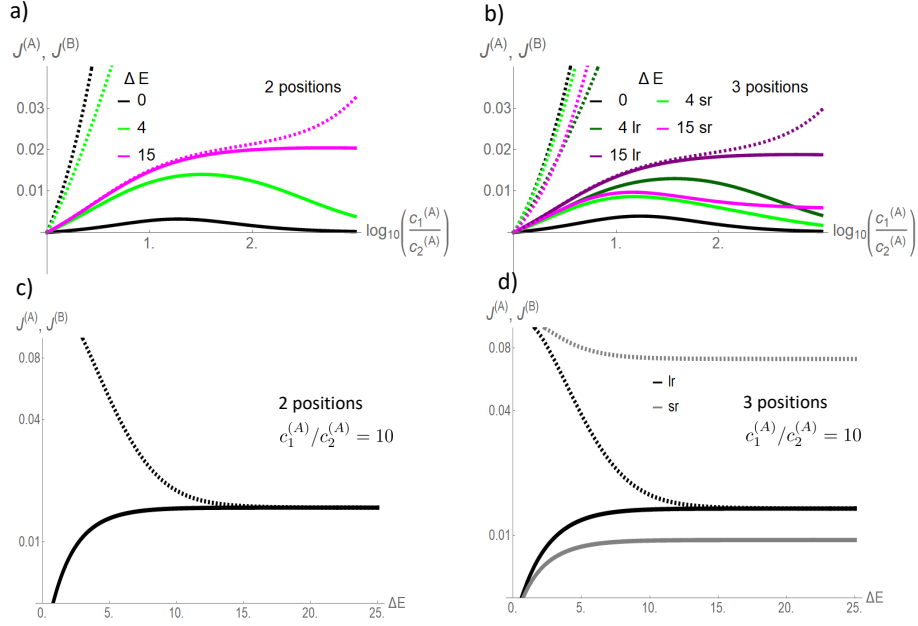 a)
J(A), J(B)
0.03
0.02
0.01
Δ E
0
4
15
2 positions
1.
2.
log10(c1(A)/c2(A))
b)
J(A), J(B)
0.03
0.02
0.01
Δ E
0
4 sr
4 lr
15 sr
15 lr
3 positions
1.
2.
log10(c1(A)/c2(A))
c)
J(A), J(B)
0.08
0.04
0.01
2 positions
c1(A)/c2(A) = 10
0.
5.
10.
15.
20.
25.
ΔE
d)
J(A), J(B)
0.08
0.04
0.01
lr
sr
3 positions
c1(A)/c2(A) = 10
0.
5.
10.
15.
20.
25.
ΔE